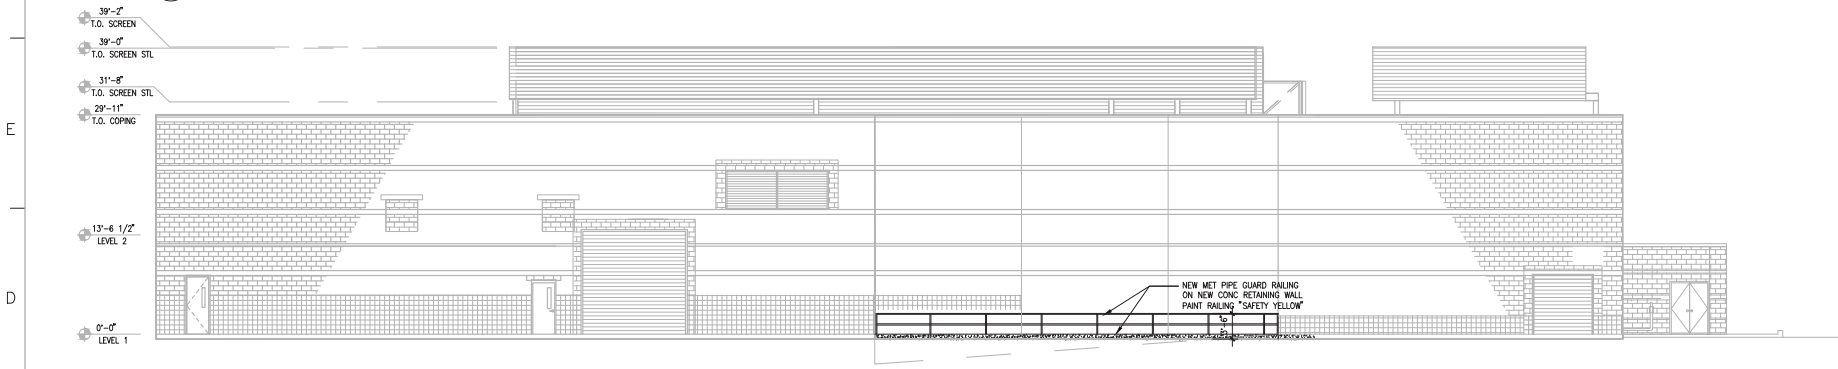 39'-2"
T.O. SCREEN
39'-0"
T.O. SCREEN STL
31'-8"
T.O. SCREEN STL
29'-11"
T.O. COPING
E
13'-6 1/2"
LEVEL 2
D
NEW MET PIPE GUARD RAILING
ON NEW CONC RETAINING WALL
PAINT RAILING "SAFETY YELLOW"
3'-6"
0'-0"
LEVEL 1